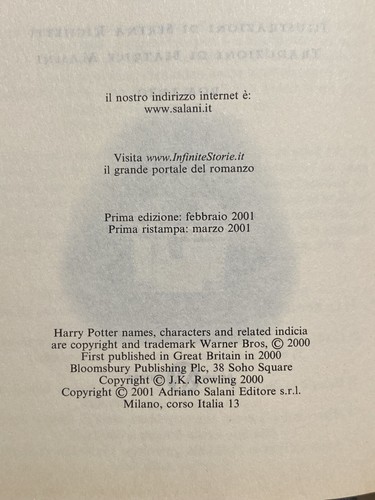 il nostro indirizzo internet è:
www.salani.it
Visita www.InfiniteStorie.it
il grande portale del romanzo
Prima edizione: febbraio 2001
Prima ristampa: marzo 2001
Harry Potter names, characters and related indicia
are copyright and trademark Warner Bros, © 2000
First published in Great Britain in 2000
Bloomsbury Publishing Plc, 38 Soho Square
Copyright © J.K. Rowling 2000
Copyright © 2001 Adriano Salani Editore s.r.l.
Milano, corso Italia 13